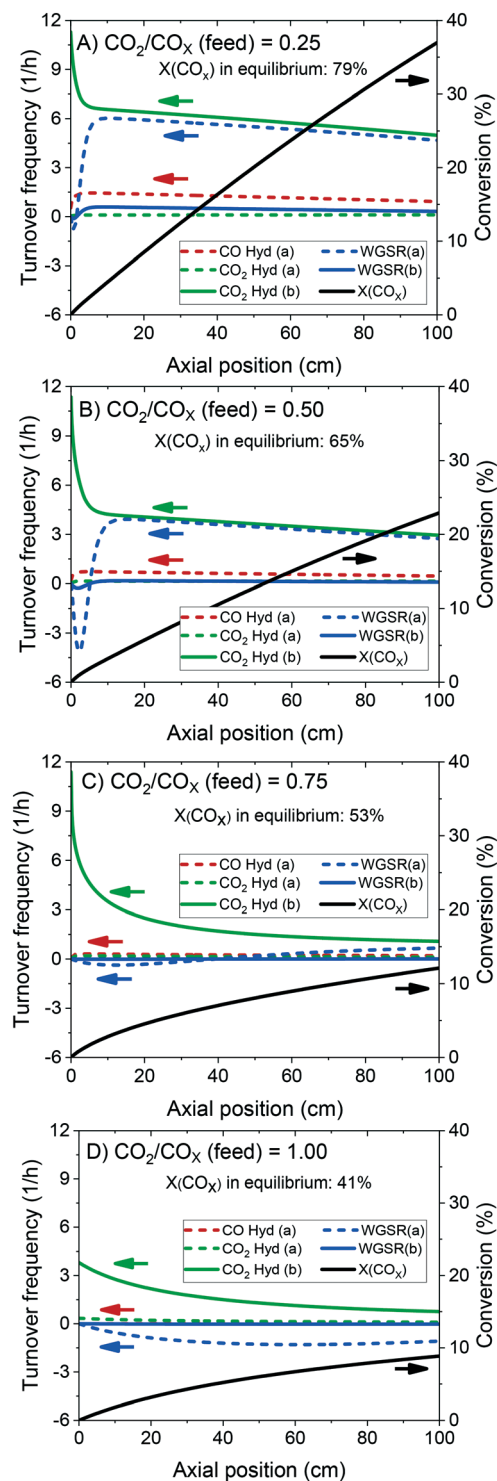 A) CO₂/COₓ (feed) = 0.25
X(COₓ) in equilibrium: 79%
Turnover frequency (1/h)
12
9
6
3
0
-3
-6
CO Hyd (a)
CO₂ Hyd (a)
CO₂ Hyd (b)
WGSR(a)
WGSR(b)
X(COₓ)
40
30
20
10
0
Conversion (%)
0 20 40 60 80 100
Axial position (cm)
B) CO₂/COₓ (feed) = 0.50
X(COₓ) in equilibrium: 65%
Turnover frequency (1/h)
12
9
6
3
0
-3
-6
CO Hyd (a)
CO₂ Hyd (a)
CO₂ Hyd (b)
WGSR(a)
WGSR(b)
X(COₓ)
40
30
20
10
0
Conversion (%)
0 20 40 60 80 100
Axial position (cm)
C) CO₂/COₓ (feed) = 0.75
X(COₓ) in equilibrium: 53%
Turnover frequency (1/h)
12
9
6
3
0
-3
-6
CO Hyd (a)
CO₂ Hyd (a)
CO₂ Hyd (b)
WGSR(a)
WGSR(b)
X(COₓ)
40
30
20
10
0
Conversion (%)
0 20 40 60 80 100
Axial position (cm)
D) CO₂/COₓ (feed) = 1.00
X(COₓ) in equilibrium: 41%
Turnover frequency (1/h)
12
9
6
3
0
-3
-6
CO Hyd (a)
CO₂ Hyd (a)
CO₂ Hyd (b)
WGSR(a)
WGSR(b)
X(COₓ)
40
30
20
10
0
Conversion (%)
0 20 40 60 80 100
Axial position (cm)